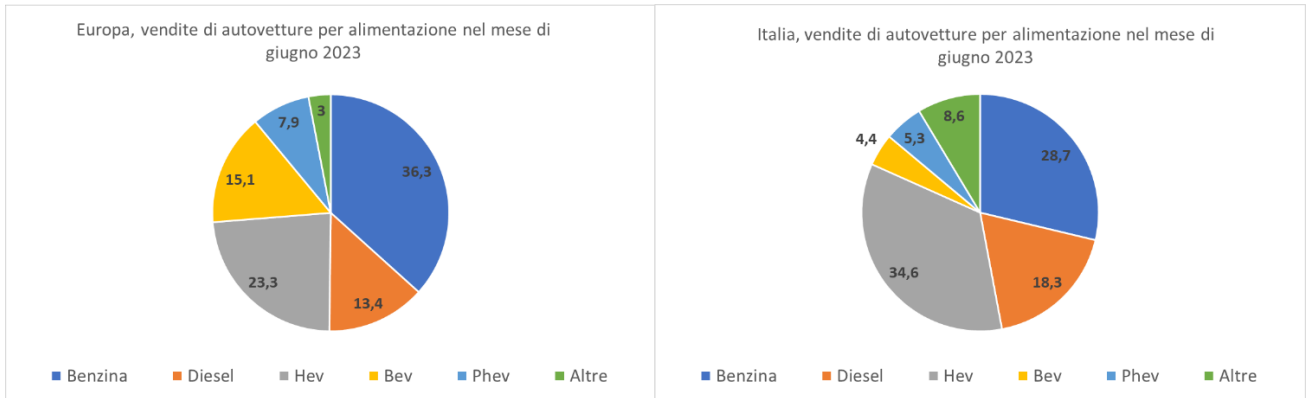 Europa, vendite di autovetture per alimentazione nel mese di
giugno 2023
3
7,9
36,3
15,1
23,3
13,4
Benzina Diesel Hev Bev Phev Altre
Italia, vendite di autovetture per alimentazione nel mese di
giugno 2023
8,6
4,4
5,3
28,7
34,6
18,3
Benzina Diesel Hev Bev Phev Altre